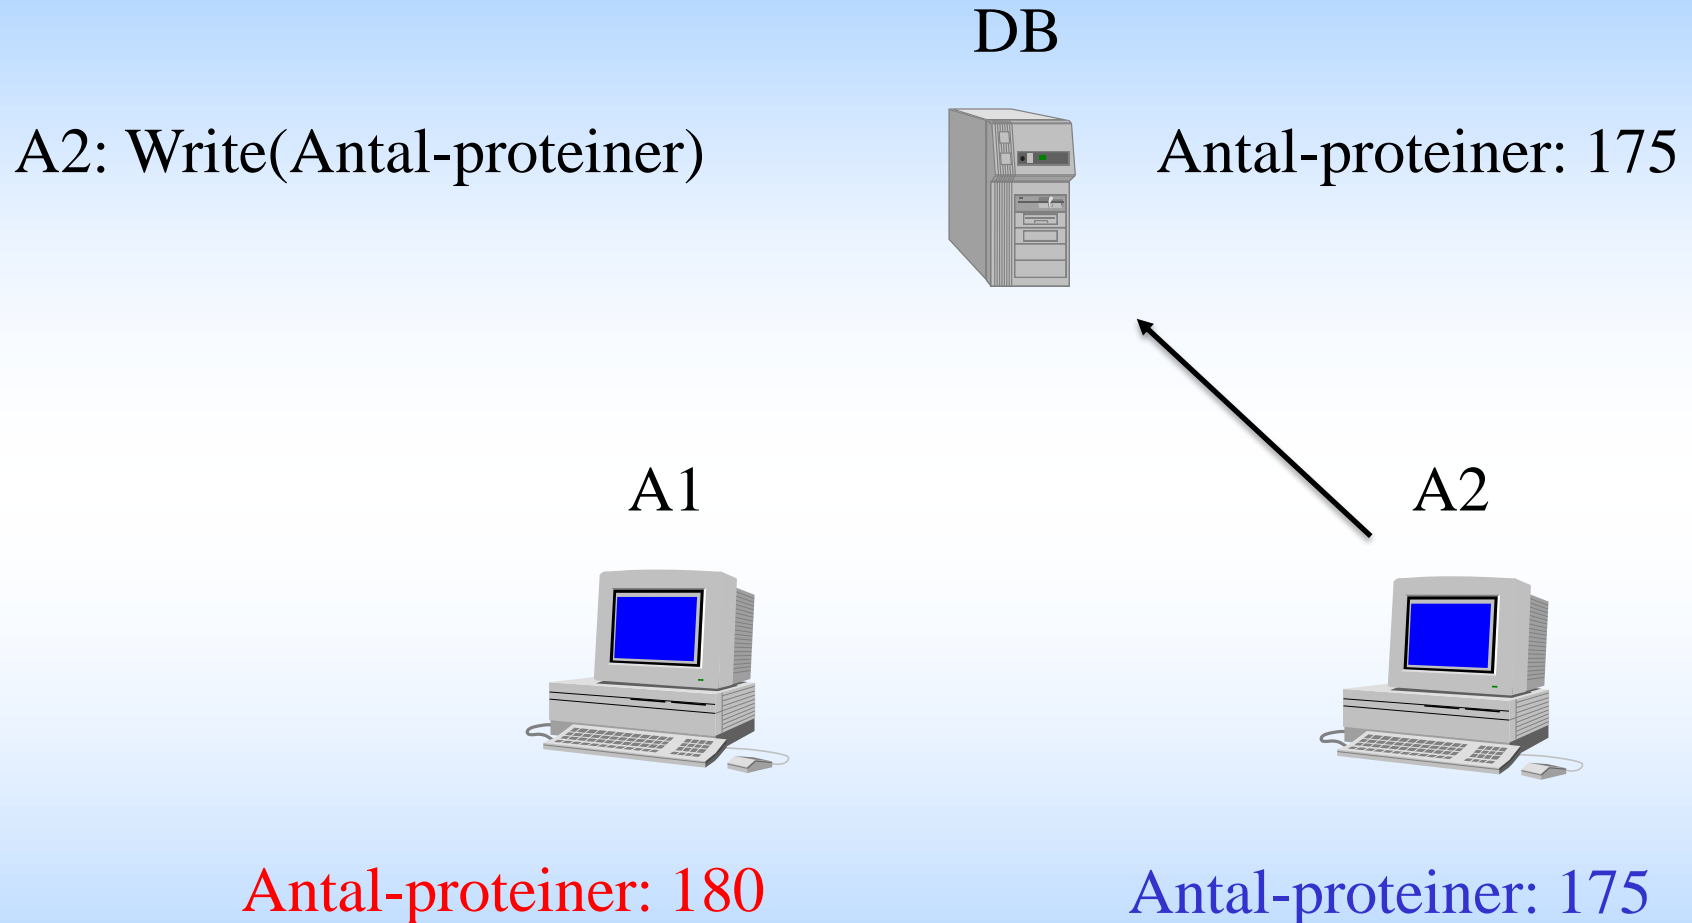 DB
A2: Write(Antal-proteiner)
Antal-proteiner: 175
A1
A2
Antal-proteiner: 180
Antal-proteiner: 175